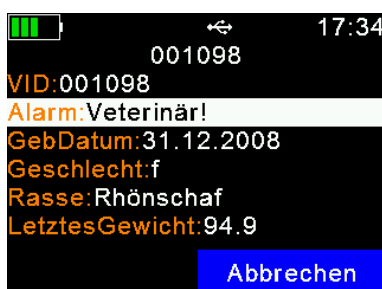 17:34
001098
VID:001098
Alarm:Veterinär!
GebDatum:31.12.2008
Geschlecht:f
Rasse:Rhönschaf
LetztesGewicht:94.9
Abbrechen